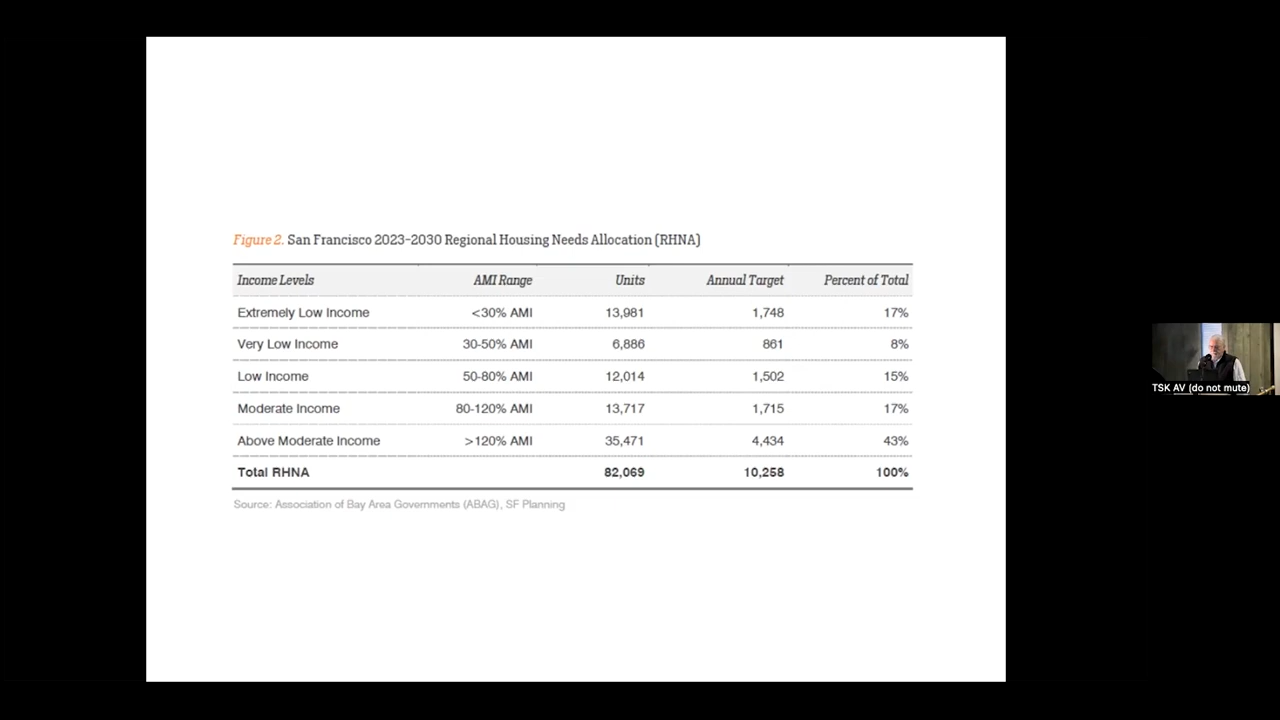 Figure 2. San Francisco 2023-2030 Regional Housing Needs Allocation (RHNA)
Income Levels AMI Range Units Annual Target Percent of Total
Extremely Low Income <30% AMI 13,981 1,748 17%
Very Low Income 30-50% AMI 6,886 861 8%
Low Income 50-80% AMI 12,014 1,502 15%
Moderate Income 80-120% AMI 13,717 1,715 17%
Above Moderate Income >120% AMI 35,471 4,434 43%
Total RHNA 82,069 10,258 100%
Source: Association of Bay Area Governments (ABAG), SF Planning
TSK AV (do not mute)